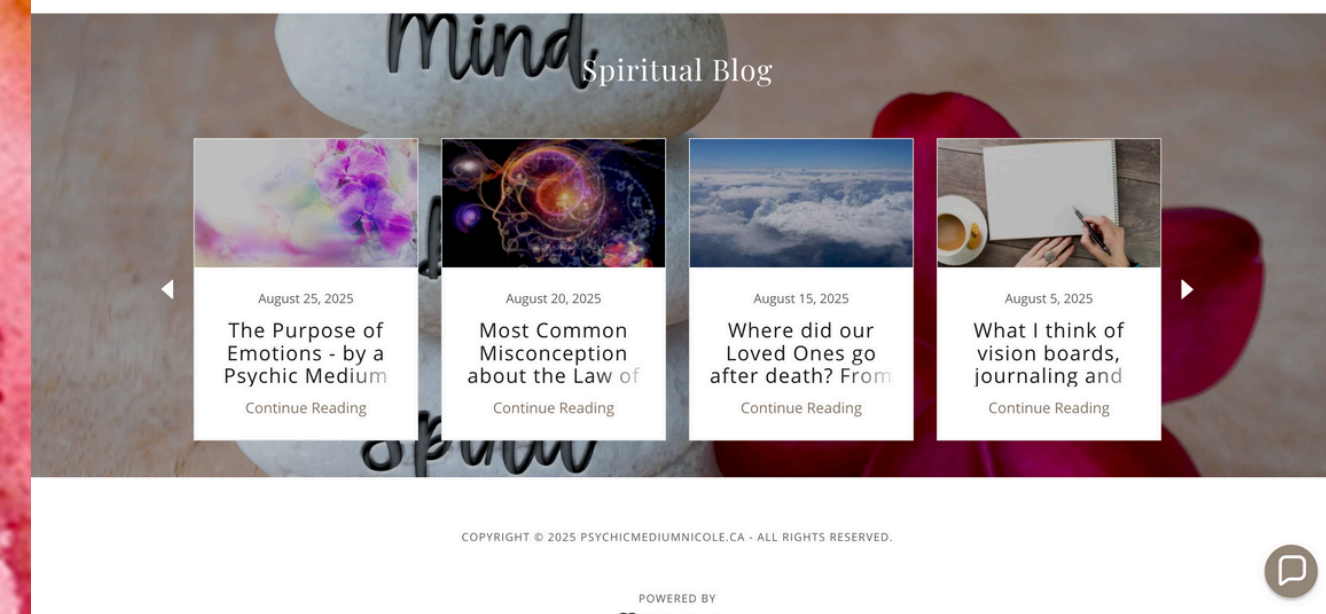 Mind,
Spiritual Blog
August 25, 2025
The Purpose of
Emotions - by a
Psychic Medium
Continue Reading
August 20, 2025
Most Common
Misconception
about the Law of
Continue Reading
August 15, 2025
Where did our
Loved Ones go
after death? From
Continue Reading
August 5, 2025
What I think of
vision boards,
journaling and
Continue Reading
Spirit
COPYRIGHT © 2025 PSYCHICMEDIUMNICOLE.CA - ALL RIGHTS RESERVED.
POWERED BY